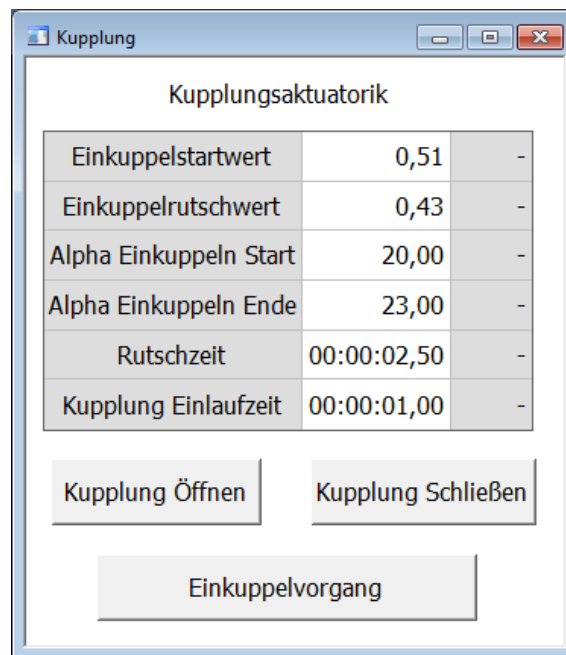 Kupplung
Kupplungsaktuatorik
Einkuppelstartwert 0,51 -
Einkuppelrutschwert 0,43 -
Alpha Einkuppeln Start 20,00 -
Alpha Einkuppeln Ende 23,00 -
Rutschzeit 00:00:02,50 -
Kupplung Einlaufzeit 00:00:01,00 -
Kupplung Öffnen Kupplung Schließen
Einkuppelvorgang